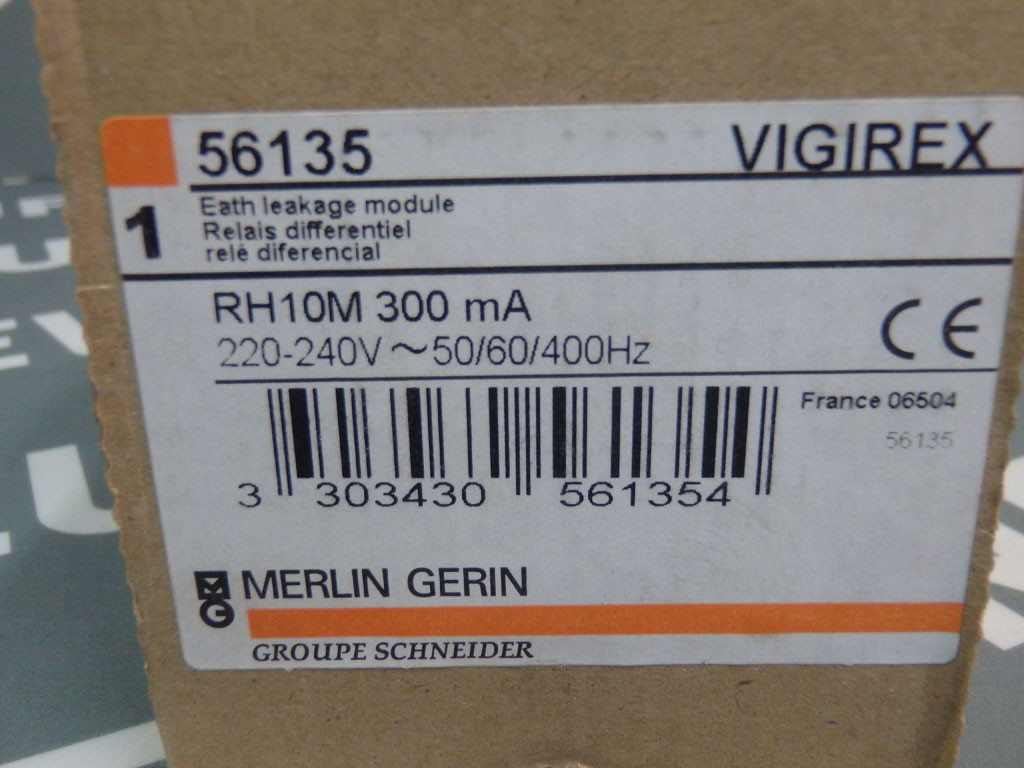 56135 VIGIREX
1
Eath leakage module
Relais differentiel
relé diferencial
RH10M 300 mA
220-240V ~ 50/60/400Hz
CE
France 06504
56135
3 303430 561354
MG MERLIN GERIN
GROUPE SCHNEIDER